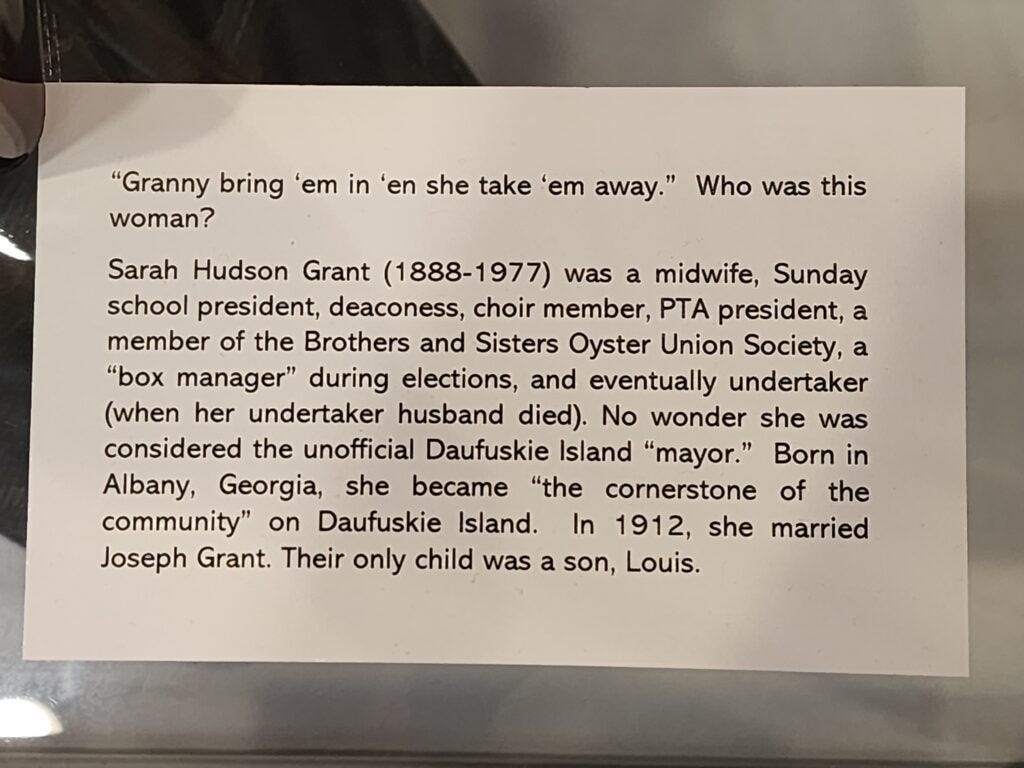 “Granny bring ‘em in ‘en she take ‘em away.” Who was this
woman?
Sarah Hudson Grant (1888-1977) was a midwife, Sunday
school president, deaconess, choir member, PTA president, a
member of the Brothers and Sisters Oyster Union Society, a
“box manager” during elections, and eventually undertaker
(when her undertaker husband died). No wonder she was
considered the unofficial Daufuskie Island “mayor.” Born in
Albany, Georgia, she became “the cornerstone of the
community” on Daufuskie Island. In 1912, she married
Joseph Grant. Their only child was a son, Louis.